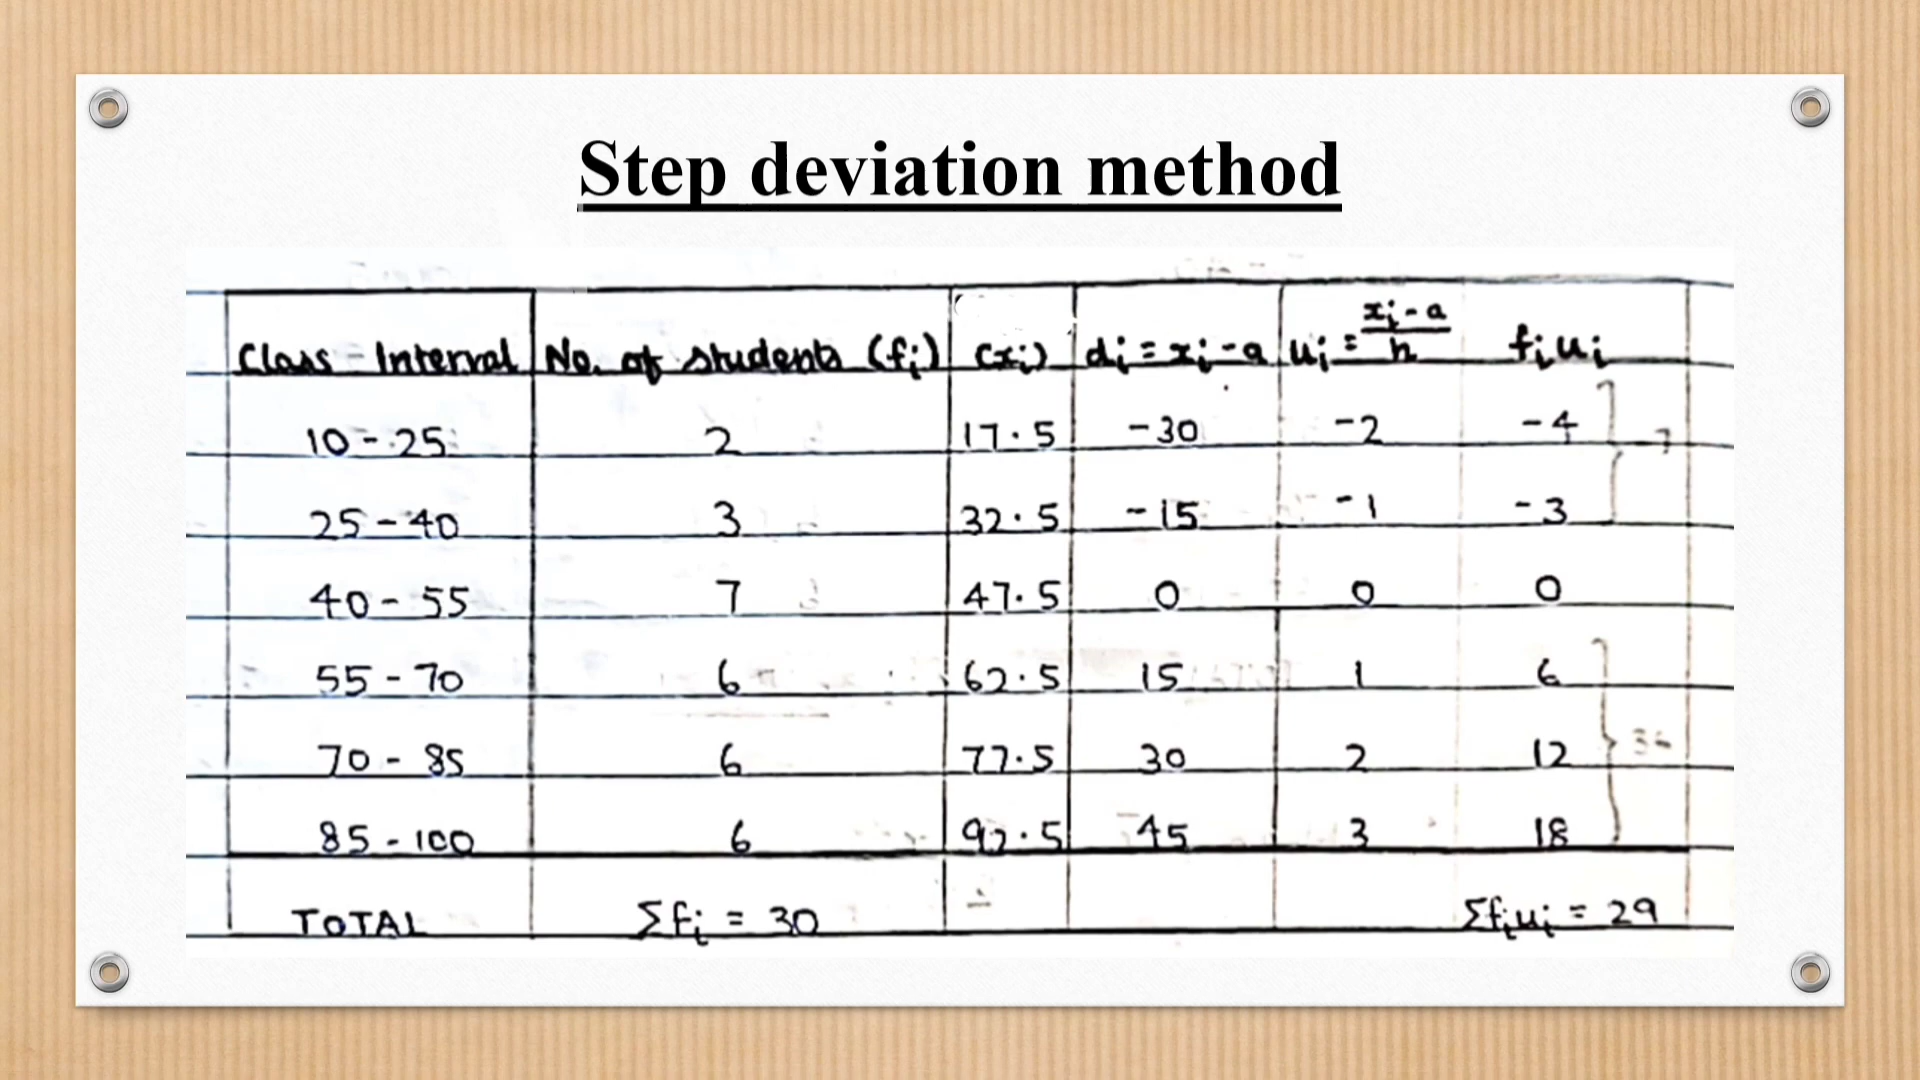 Step deviation method
Class - Interval No. of students (fi) (xi) di = xi - a ui = xi - a / h fiui
10 - 25 2 17.5 -30 -2 -4
-7
25 - 40 3 32.5 -15 -1 -3
40 - 55 7 47.5 0 0 0
55 - 70 6 62.5 15 1 6
70 - 85 6 77.5 30 2 12
85 - 100 6 92.5 45 3 18
TOTAL Σfi = 30 Σfiui = 29